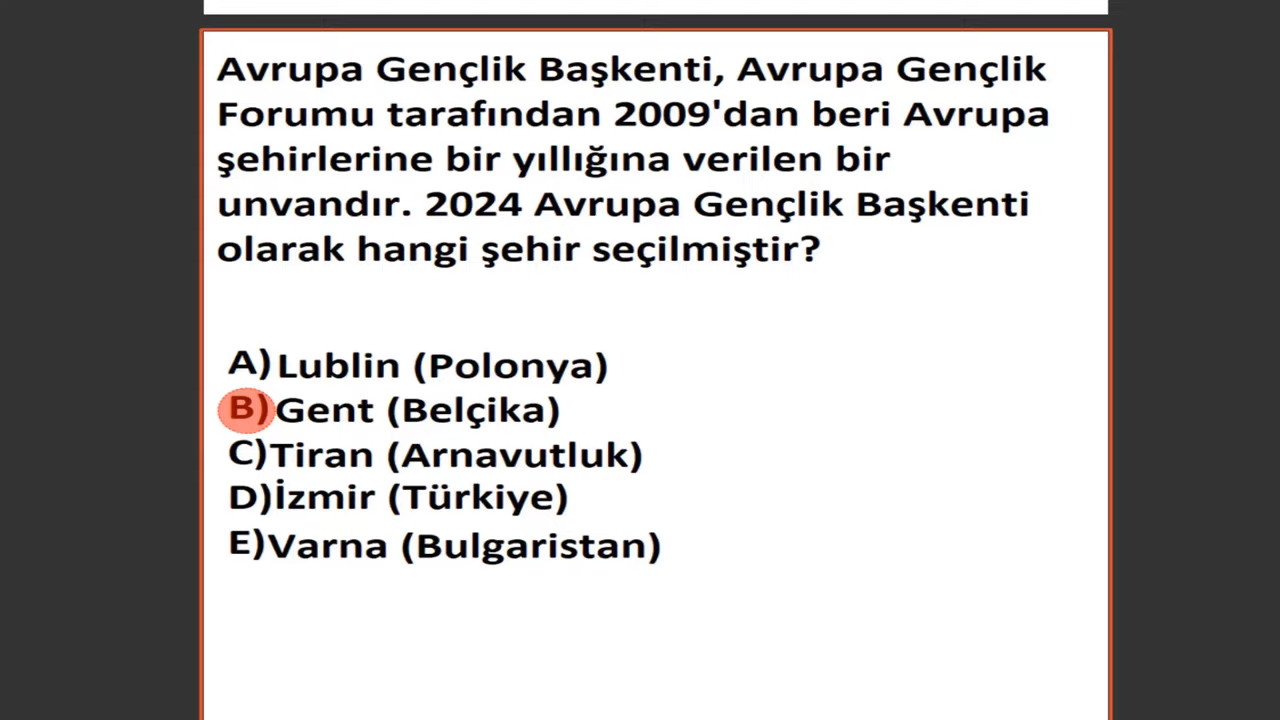 Avrupa Gençlik Başkenti, Avrupa Gençlik
Forumu tarafından 2009'dan beri Avrupa
şehirlerine bir yıllığına verilen bir
unvandır. 2024 Avrupa Gençlik Başkenti
olarak hangi şehir seçilmiştir?
A) Lublin (Polonya)
B) Gent (Belçika)
C) Tiran (Arnavutluk)
D) İzmir (Türkiye)
E) Varna (Bulgaristan)